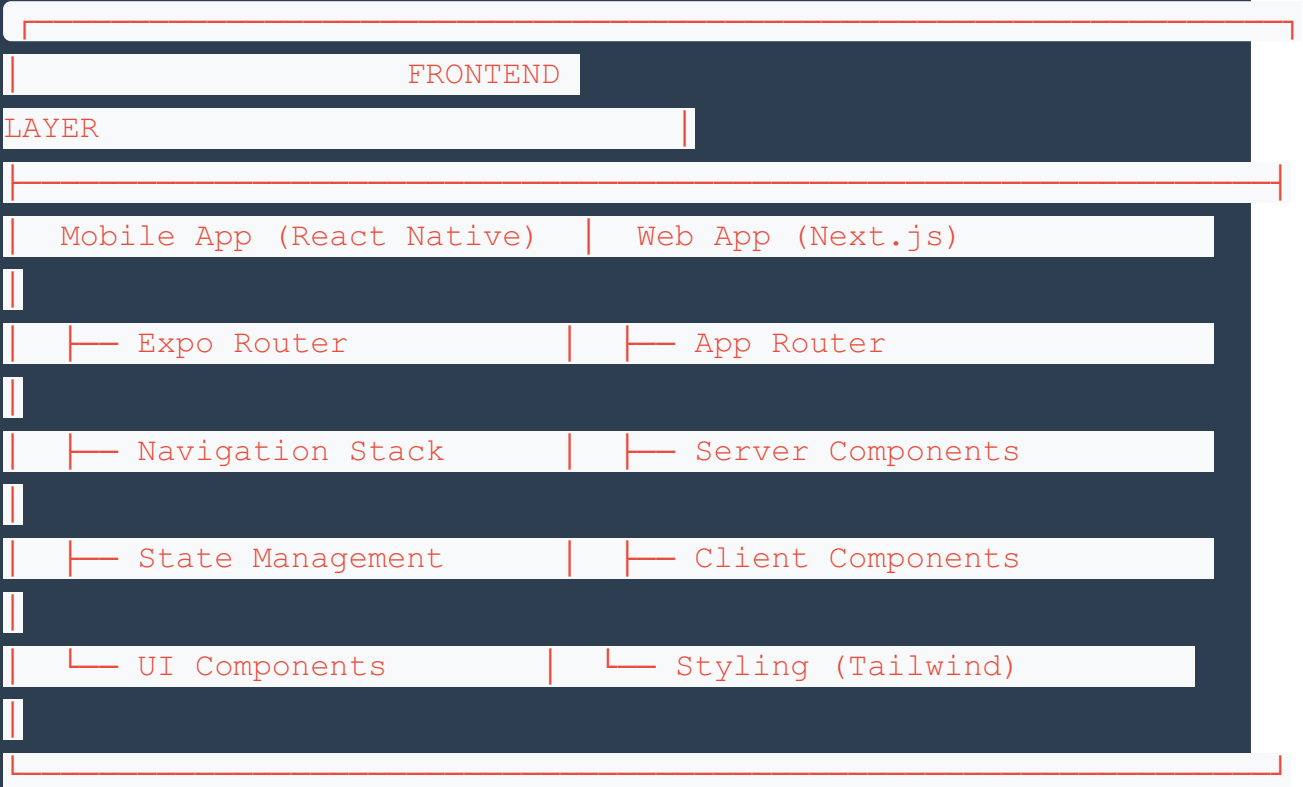 ┌──────────────────────────────────────────────────────────────────┐
│                    FRONTEND
LAYER                              │
├──────────────────────────────────────────────────────────────────┤
│  Mobile App (React Native)  │  Web App (Next.js)
│
│  ├── Expo Router           │  ├── App Router
│
│  ├── Navigation Stack      │  ├── Server Components
│
│  ├── State Management      │  ├── Client Components
│
│  └── UI Components        │  └── Styling (Tailwind)
│
└──────────────────────────────────────────────────────────────────┘